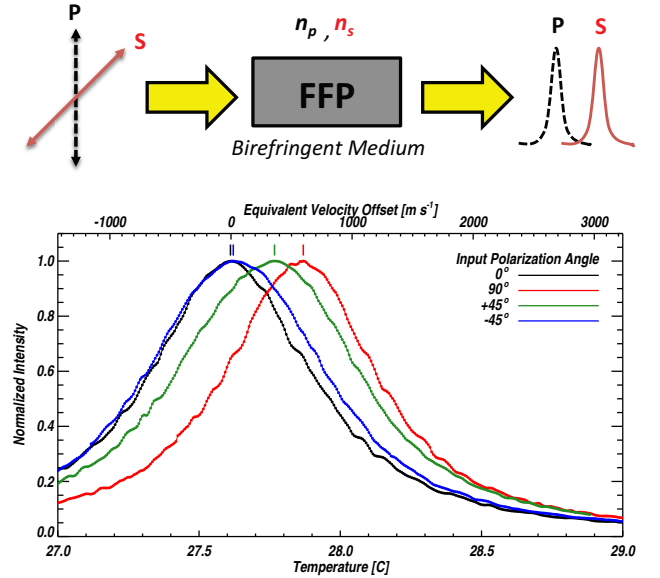 P
S
n_p , n_s
FFP
Birefringent Medium
P S
Equivalent Velocity Offset [m s⁻¹]
-1000 0 1000 2000 3000
Input Polarization Angle
0°
90°
+45°
-45°
Normalized Intensity
1.0
0.8
0.6
0.4
0.2
0.0
27.0 27.5 28.0 28.5 29.0
Temperature [C]